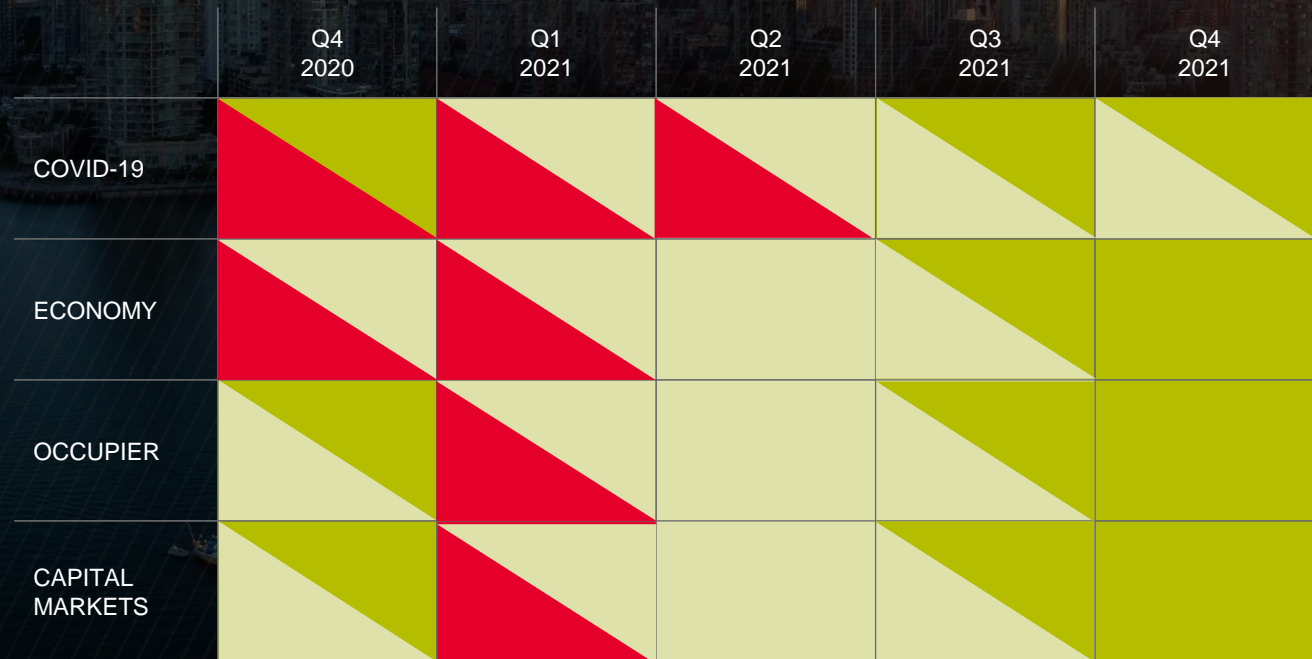 Q4
2020
Q1
2021
Q2
2021
Q3
2021
Q4
2021
COVID-19
ECONOMY
OCCUPIER
CAPITAL
MARKETS